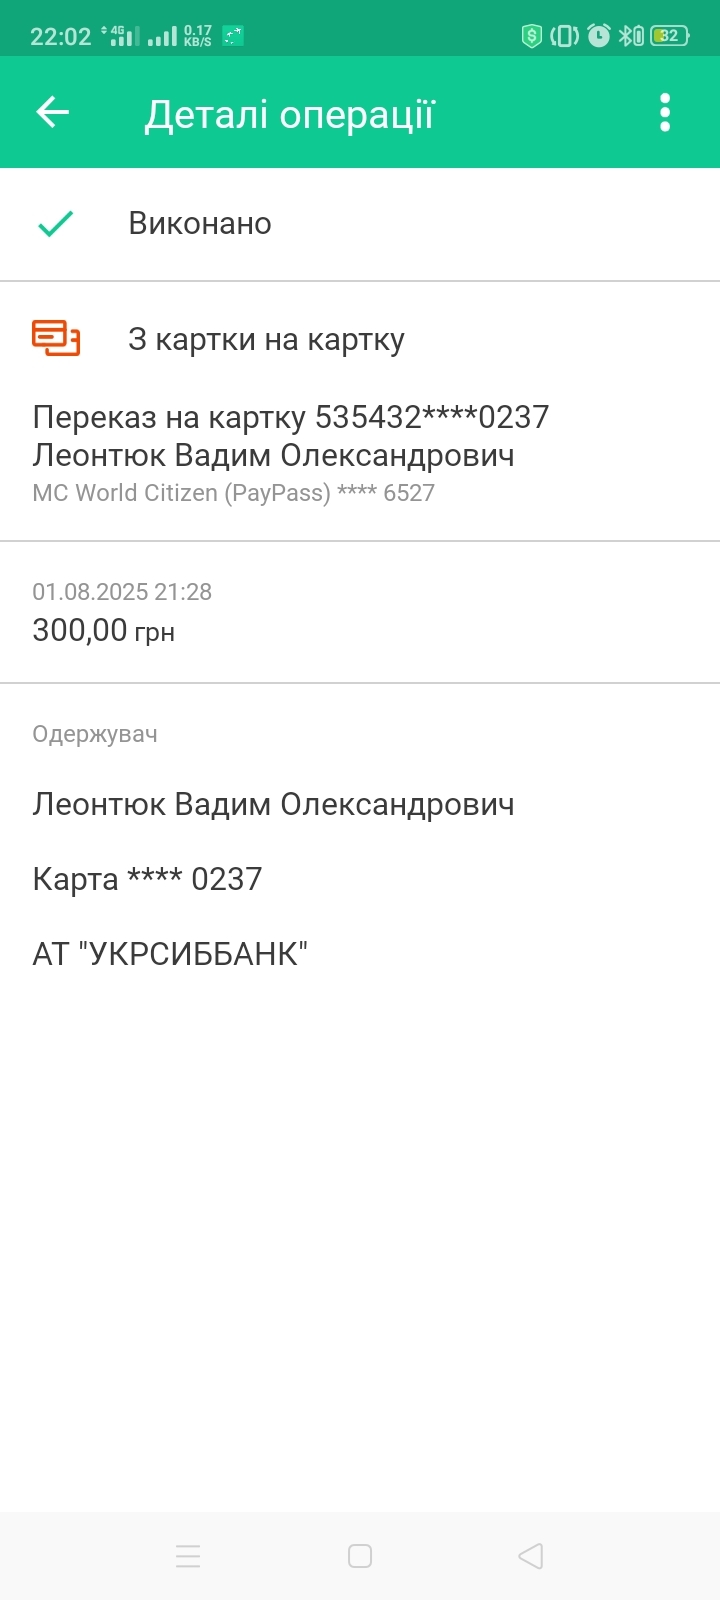 22:02 4G 0.17 KB/S 32
Деталі операції
Виконано
З картки на картку
Переказ на картку 535432****0237
Леонтюк Вадим Олександрович
MC World Citizen (PayPass) **** 6527
01.08.2025 21:28
300,00 грн
Одержувач
Леонтюк Вадим Олександрович
Карта **** 0237
АТ "УКРСИББАНК"